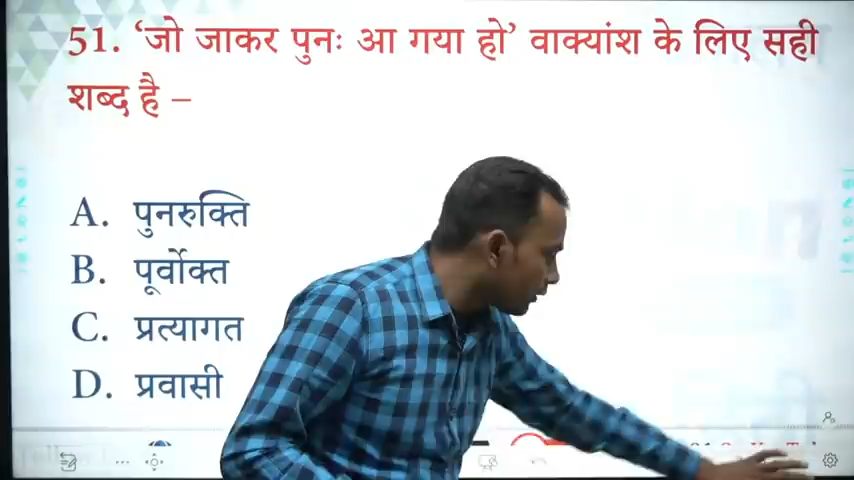 51. ‘जो जाकर पुनः आ गया हो’ वाक्यांश के लिए सही
शब्द है –
A. पुनरुक्ति
B. पूर्वोक्त
C. प्रत्यागत
D. प्रवासी